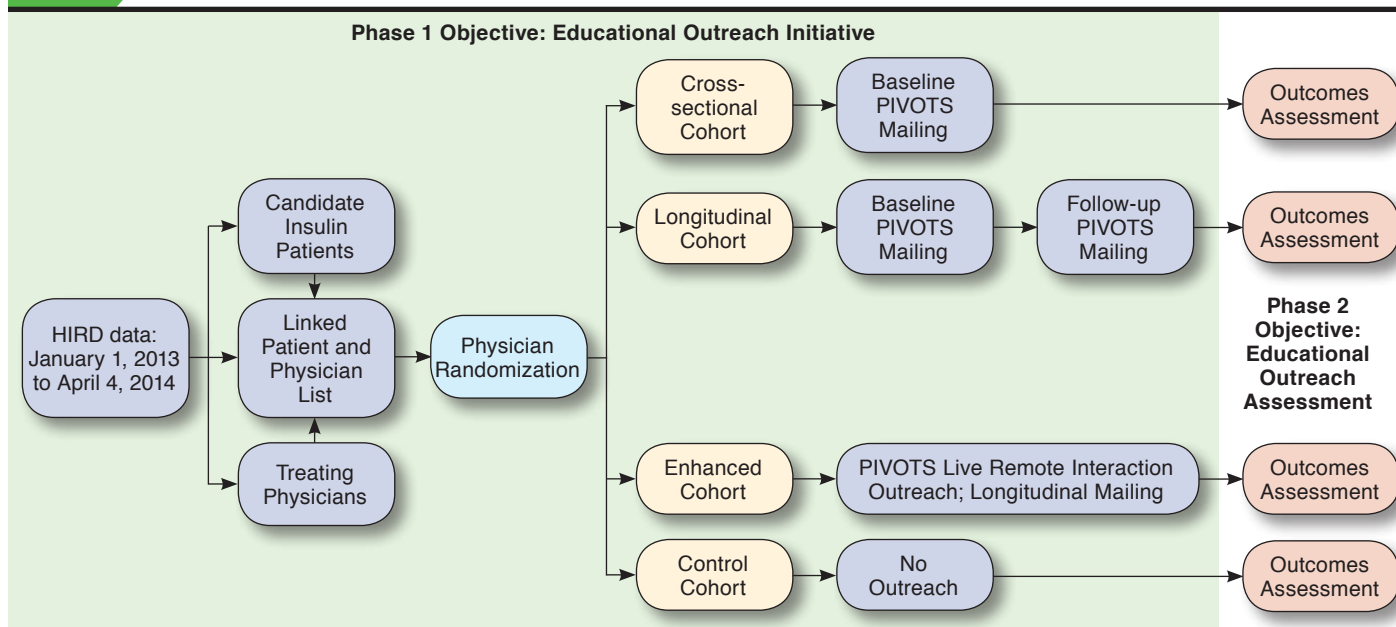 Phase 1 Objective: Educational Outreach Initiative
Cross-
sectional
Cohort
Baseline
PIVOTS
Mailing
Outcomes
Assessment
Candidate
Insulin
Patients
Longitudinal
Cohort
Baseline
PIVOTS
Mailing
Follow-up
PIVOTS
Mailing
Outcomes
Assessment
HIRD data:
January 1, 2013
to April 4, 2014
Linked
Patient and
Physician
List
Physician
Randomization
Phase 2
Objective:
Educational
Outreach
Assessment
Treating
Physicians
Enhanced
Cohort
PIVOTS Live Remote Interaction
Outreach; Longitudinal Mailing
Outcomes
Assessment
Control
Cohort
No
Outreach
Outcomes
Assessment